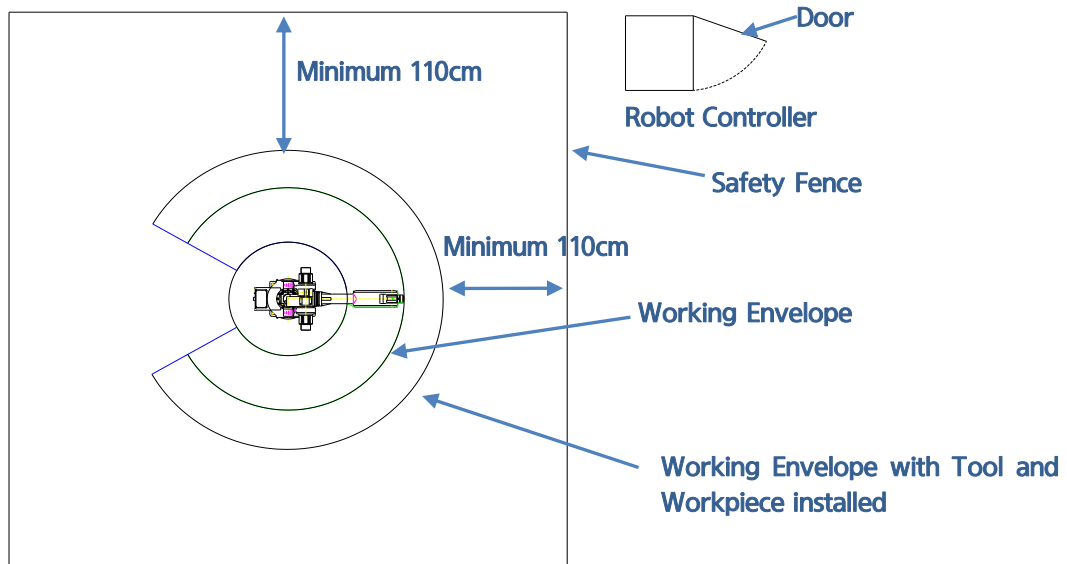 Door
Minimum 110cm
Robot Controller
Safety Fence
Minimum 110cm
Working Envelope
Working Envelope with Tool and
Workpiece installed